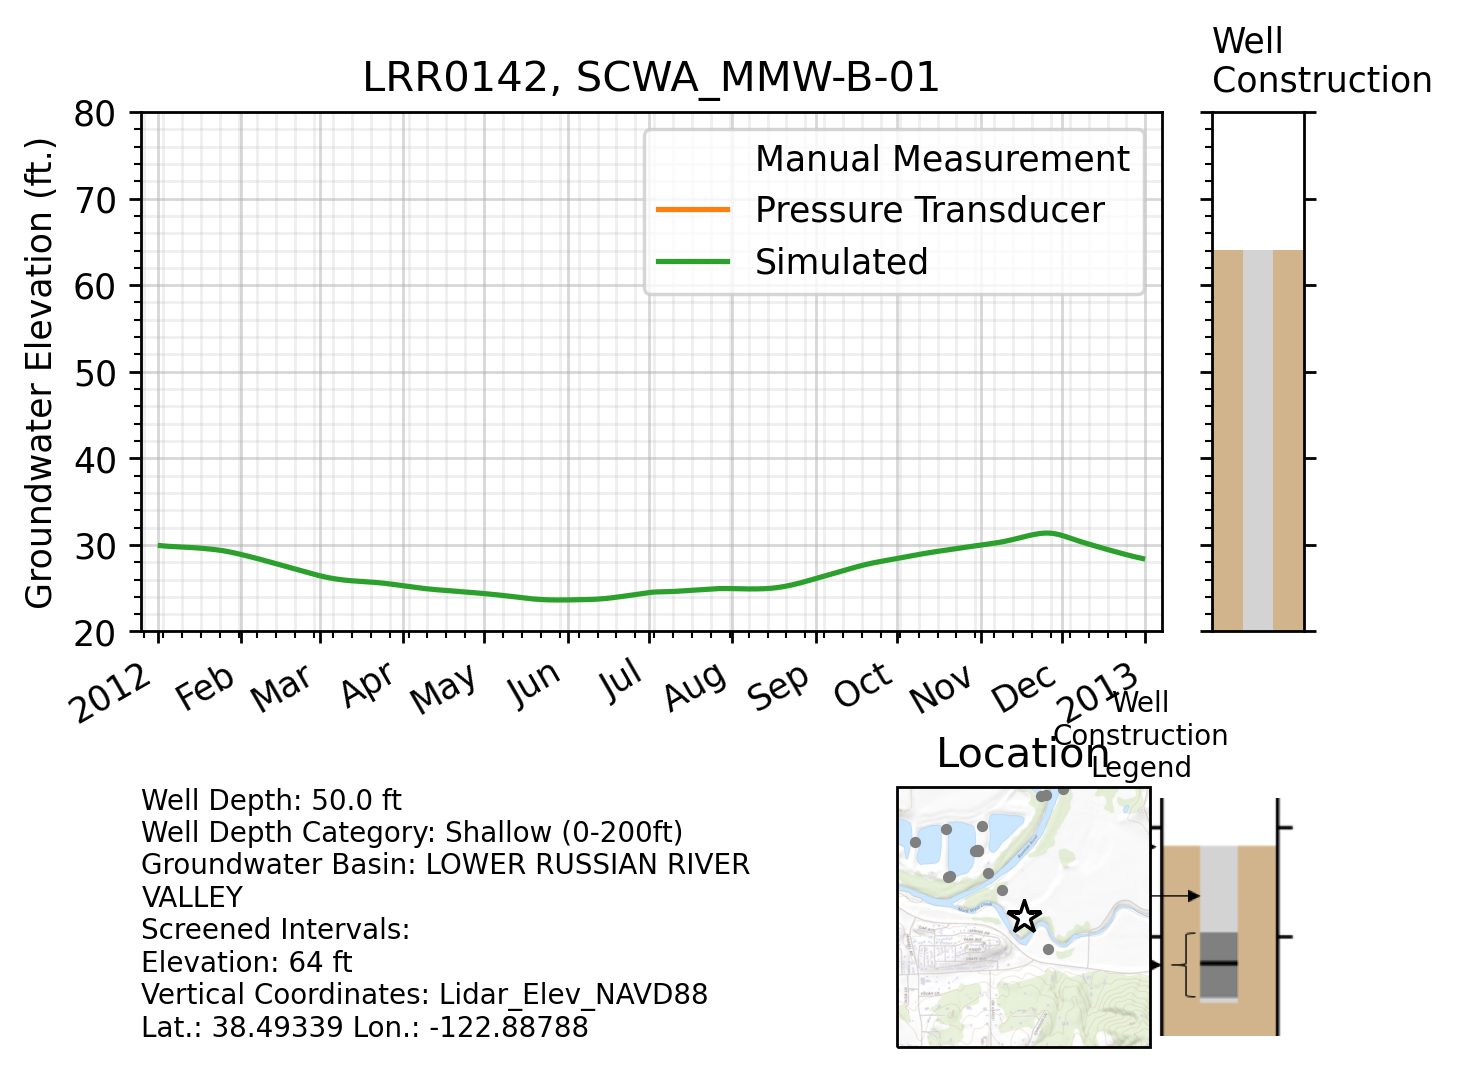 Well
Construction
LRR0142, SCWA_MMW-B-01
80
70
60
50
40
30
20
Groundwater Elevation (ft.)
Manual Measurement
Pressure Transducer
Simulated
2012
Feb
Mar
Apr
May
Jun
Jul
Aug
Sep
Oct
Nov
Dec
2013
Well
Construction
Legend
Location
Well Depth: 50.0 ft
Well Depth Category: Shallow (0-200ft)
Groundwater Basin: LOWER RUSSIAN RIVER
VALLEY
Screened Intervals:
Elevation: 64 ft
Vertical Coordinates: Lidar_Elev_NAVD88
Lat.: 38.49339 Lon.: -122.88788